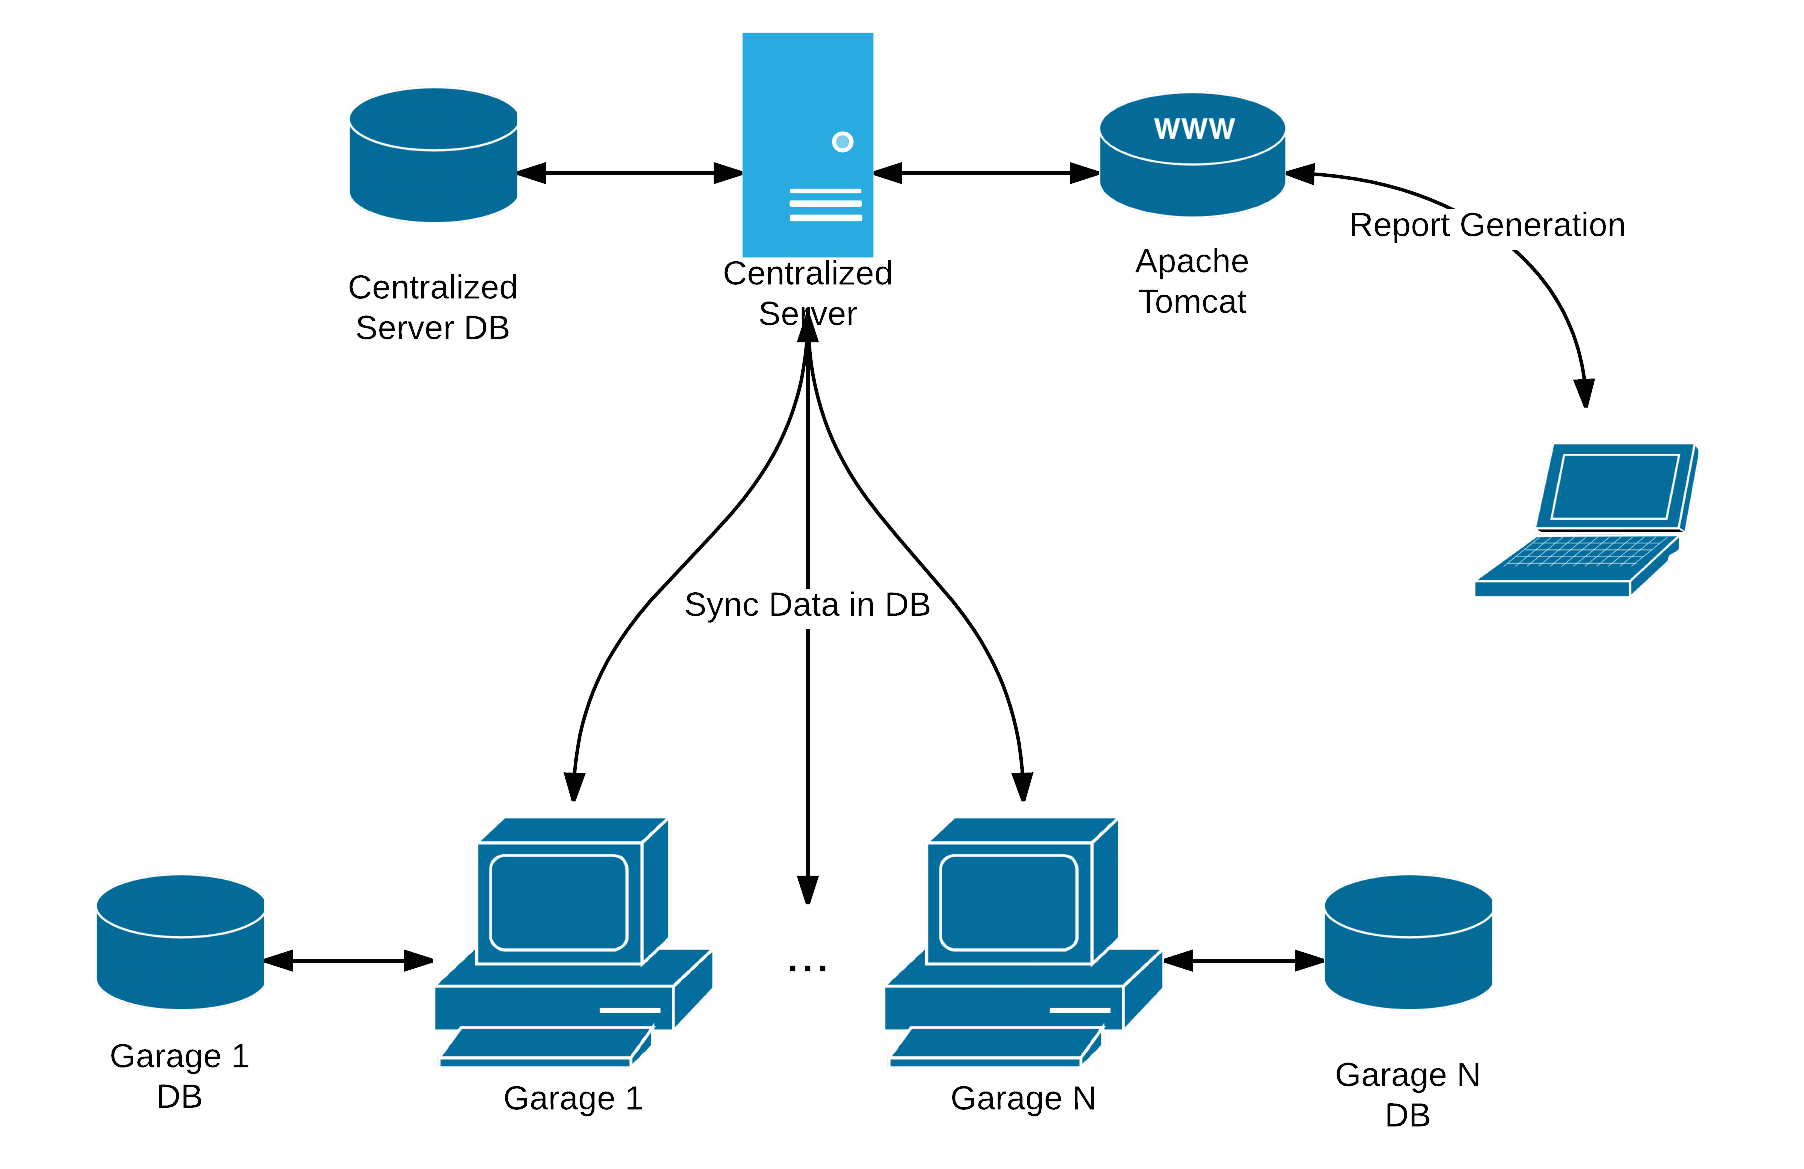 WWW
Centralized
Server DB
Centralized
Server
Apache
Tomcat
Report Generation
Sync Data in DB
...
Garage 1
DB
Garage 1
Garage N
Garage N
DB